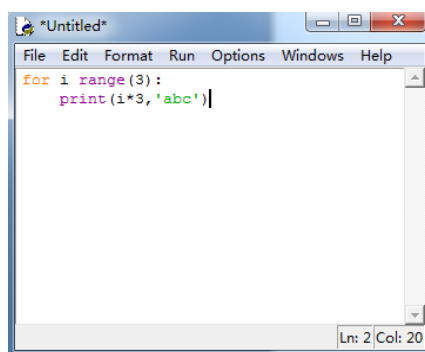 *Untitled*
File Edit Format Run Options Windows Help
for i range(3):
    print(i*3,'abc')
Ln: 2 Col: 20